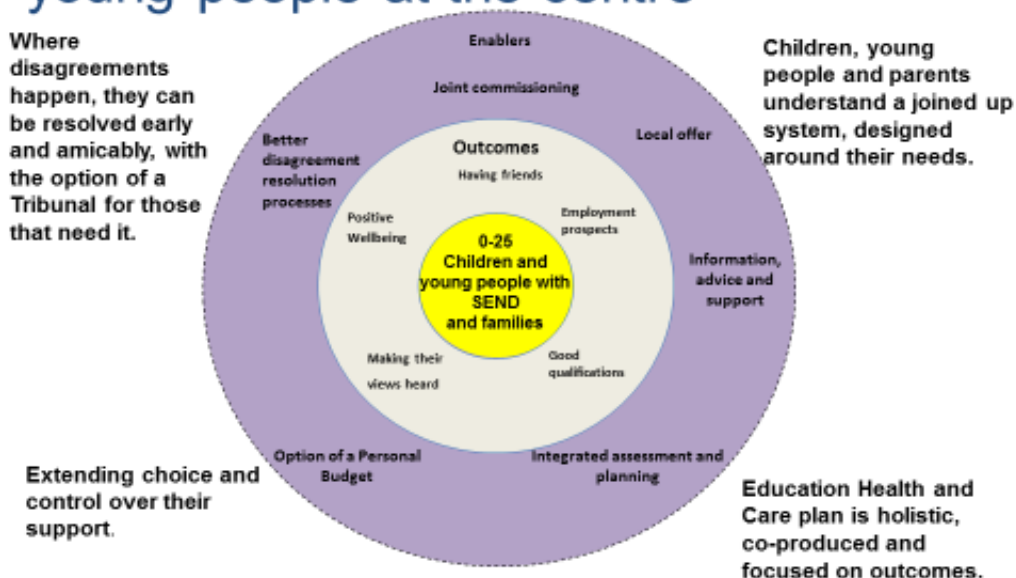 young people at the centre
Where
disagreements
happen, they can
be resolved early
and amicably, with
the option of a
Tribunal for those
that need it.
Enablers
Joint commissioning
Local offer
Better
disagreement
resolution
processes
Children, young
people and parents
understand a joined up
system, designed
around their needs.
Outcomes
Having friends
Positive
Wellbeing
Employment
prospects
0-25
Children and
young people with
SEND
and families
Information,
advice and
support
Making their
views heard
Good
qualifications
Option of a Personal
Budget
Integrated assessment and
planning
Extending choice and
control over their
support.
Education Health and
Care plan is holistic,
co-produced and
focused on outcomes.